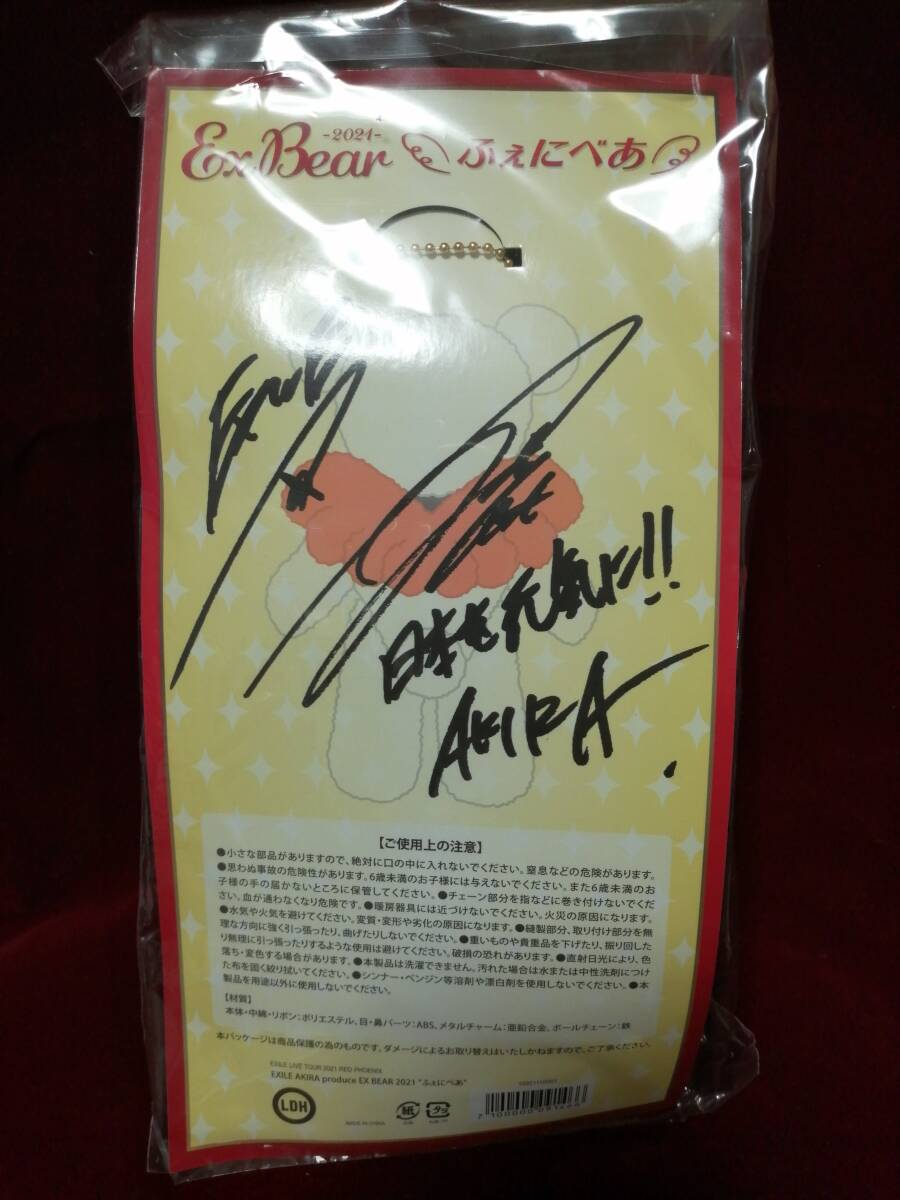 -2021-
Ex Bear ふぇにべあ
日本を元気に!!
AKIRA
【ご使用上の注意】
●小さな部品がありますので、絶対に口の中に入れないでください。窒息などの危険があります。
●思わぬ事故の危険性があります。6歳未満のお子様には与えないでください。また6歳未満のお
子様の手の届かないところに保管してください。●チェーン部分を指などに巻き付けないでくだ
さい。血が通わなくなり危険です。●暖房器具には近づけないでください。火災の原因になります。
●水気や火気を避けてください。変質・変形や劣化の原因になります。●縫製部分、取り付け部分を無
理な方向に強く引っ張ったり、曲げたりしないでください。●重いものや貴重品を下げたり、振り回した
り無理に引っ張ったりするような使用は避けてください。破損の恐れがあります。●直射日光により、色
落ち・変色する場合があります。●本製品は洗濯できません。汚れた場合は水または中性洗剤につけ
た布を固く絞り拭いてください。●シンナー・ベンジン等溶剤や漂白剤を使用しないでください。●本
製品を用途以外に使用しないでください。
【材質】
本体・中綿・リボン：ポリエステル、目・鼻パーツ：ABS、メタルチャーム：亜鉛合金、ボールチェーン：鉄
本パッケージは商品保護の為のものです。ダメージによるお取り替えはいたしかねますので、ご了承ください。
EXILE LIVE TOUR 2021 RED PHOENIX
EXILE AKIRA produce EX BEAR 2021 "ふぇにべあ"
LDH
MADE IN CHINA
紙
タグ